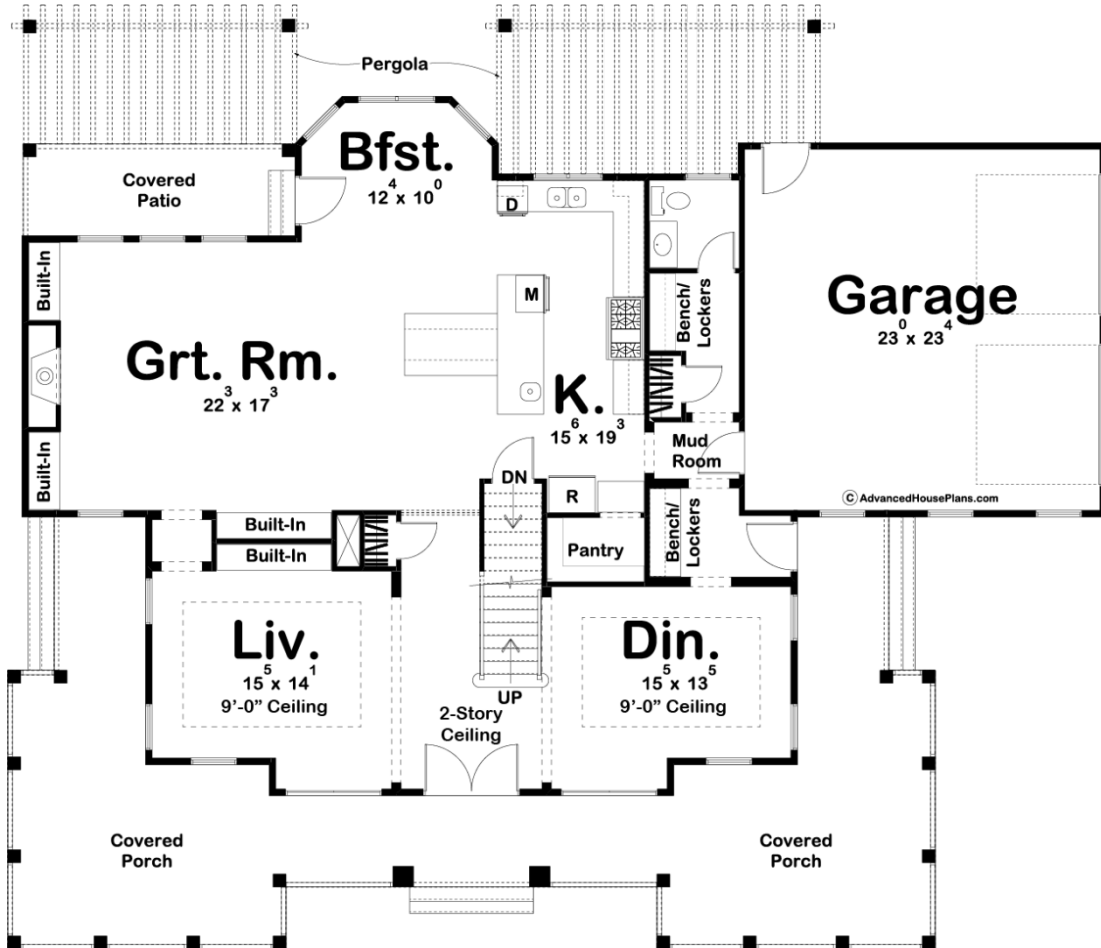 Pergola
Bfst.
12⁴ x 10⁰
Covered
Patio
D
Built-In
M
Bench/
Lockers
Garage
23⁰ x 23⁴
Grt. Rm.
22³ x 17³
K.
15⁶ x 19³
Mud
Room
Built-In
DN
R
© AdvancedHousePlans.com
Built-In
Built-In
Pantry
Bench/
Lockers
Liv.
15⁵ x 14¹
9'-0” Ceiling
UP
2-Story
Ceiling
Din.
15⁵ x 13⁵
9'-0” Ceiling
Covered
Porch
Covered
Porch